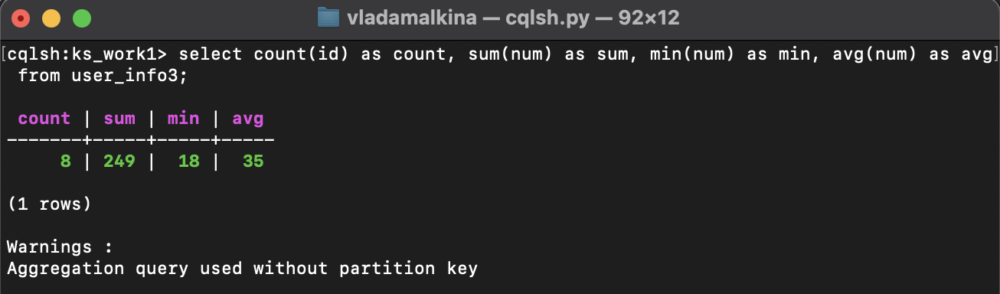 vladamalkina — cqlsh.py — 92×12
[cqlsh:ks_work1> select count(id) as count, sum(num) as sum, min(num) as min, avg(num) as avg]
 from user_info3;
 count | sum | min | avg
-------+-----+-----+-----
     8 | 249 |  18 |  35
(1 rows)
Warnings :
Aggregation query used without partition key